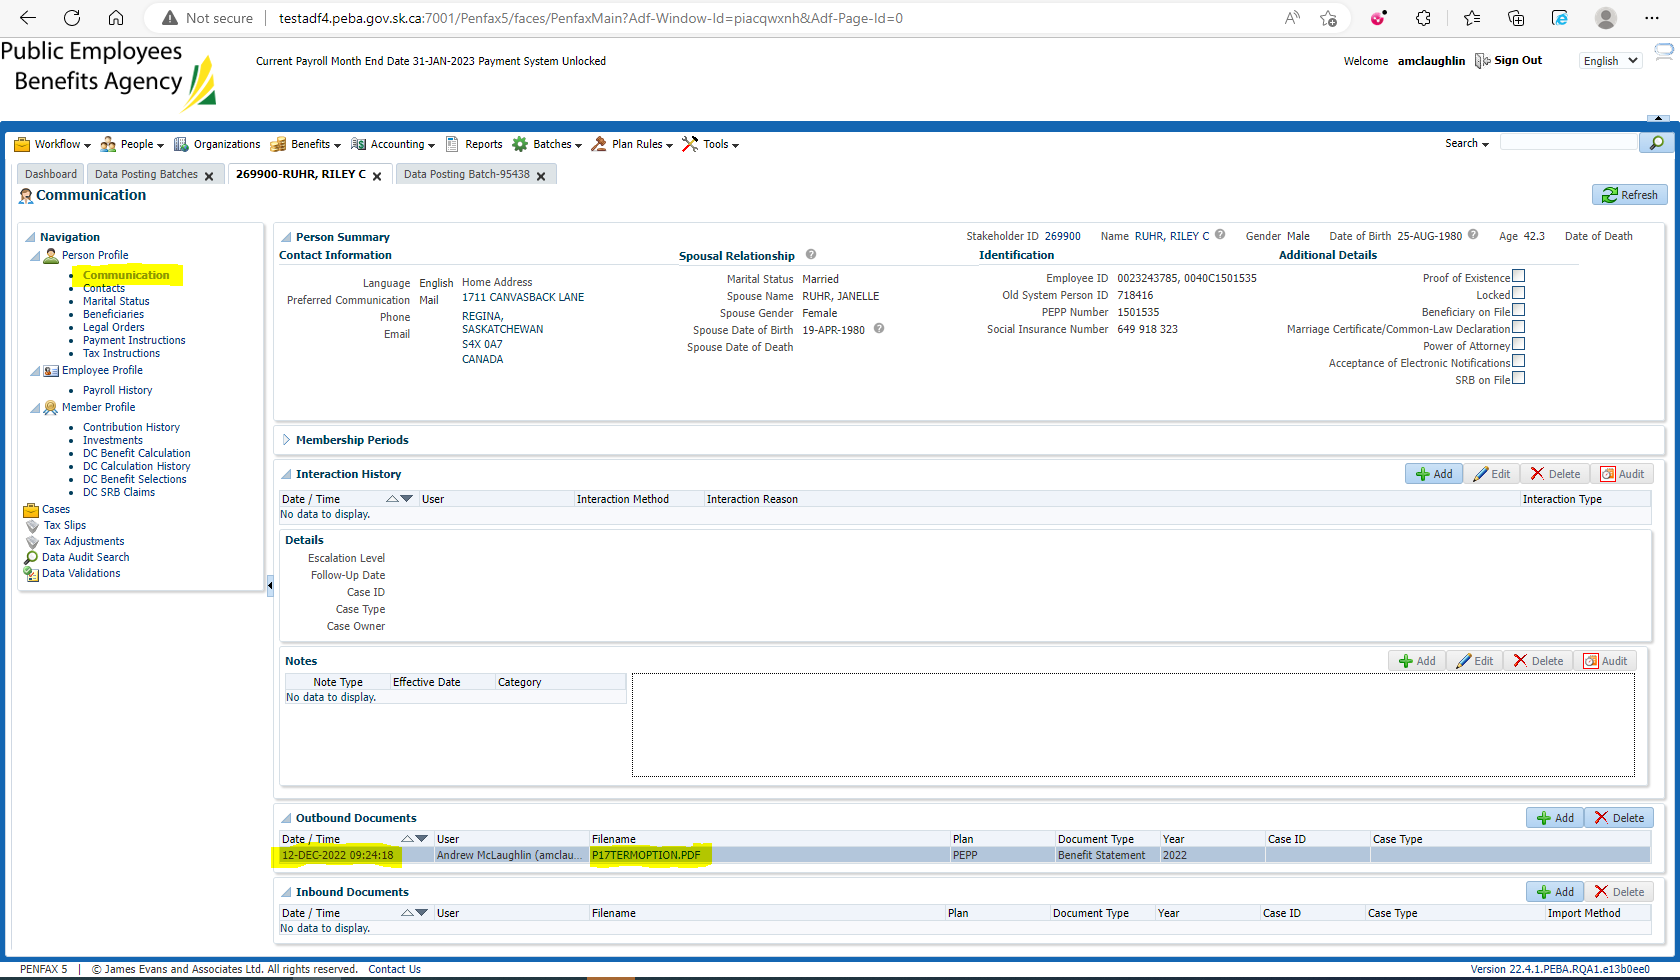 Not secure | testadf4.peba.gov.sk.ca:7001/Penfax5/faces/PenfaxMain?Adf-Window-Id=piacqwxnh&Adf-Page-Id=0
Public Employees
Benefits Agency
Current Payroll Month End Date 31-JAN-2023 Payment System Unlocked
Welcome amclaughlin Sign Out English
Workflow People Organizations Benefits Accounting Reports Batches Plan Rules Tools Search
Dashboard Data Posting Batches 269900-RUHR, RILEY C Data Posting Batch-95438
Communication Refresh
Navigation
Person Profile
Communication
Contacts
Marital Status
Beneficiaries
Legal Orders
Payment Instructions
Tax Instructions
Employee Profile
Payroll History
Member Profile
Contribution History
Investments
DC Benefit Calculation
DC Calculation History
DC Benefit Selections
DC SRB Claims
Cases
Tax Slips
Tax Adjustments
Data Audit Search
Data Validations
Person Summary Stakeholder ID 269900 Name RUHR, RILEY C Gender Male Date of Birth 25-AUG-1980 Age 42.3 Date of Death
Contact Information
Language English
Preferred Communication Mail
Phone
Email
Home Address
1711 CANVASBACK LANE
REGINA,
SASKATCHEWAN
S4X 0A7
CANADA
Spousal Relationship
Marital Status Married
Spouse Name RUHR, JANELLE
Spouse Gender Female
Spouse Date of Birth 19-APR-1980
Spouse Date of Death
Identification
Employee ID 0023243785, 0040C1501535
Old System Person ID 718416
PEPP Number 1501535
Social Insurance Number 649 918 323
Additional Details
Proof of Existence
Locked
Beneficiary on File
Marriage Certificate/Common-Law Declaration
Power of Attorney
Acceptance of Electronic Notifications
SRB on File
Membership Periods
Interaction History Add Edit Delete Audit
Date / Time User Interaction Method Interaction Reason Interaction Type
No data to display.
Details
Escalation Level
Follow-Up Date
Case ID
Case Type
Case Owner
Notes Add Edit Delete Audit
Note Type Effective Date Category
No data to display.
Outbound Documents Add Delete
Date / Time User Filename Plan Document Type Year Case ID Case Type
12-DEC-2022 09:24:18 Andrew McLaughlin (amclau... P17TERMOPTION.PDF PEPP Benefit Statement 2022
Inbound Documents Add Delete
Date / Time User Filename Plan Document Type Year Case ID Case Type Import Method
No data to display.
PENFAX 5 | © James Evans and Associates Ltd. All rights reserved. Contact Us Version 22.4.1.PEBA.RQA1.e13b0ee0